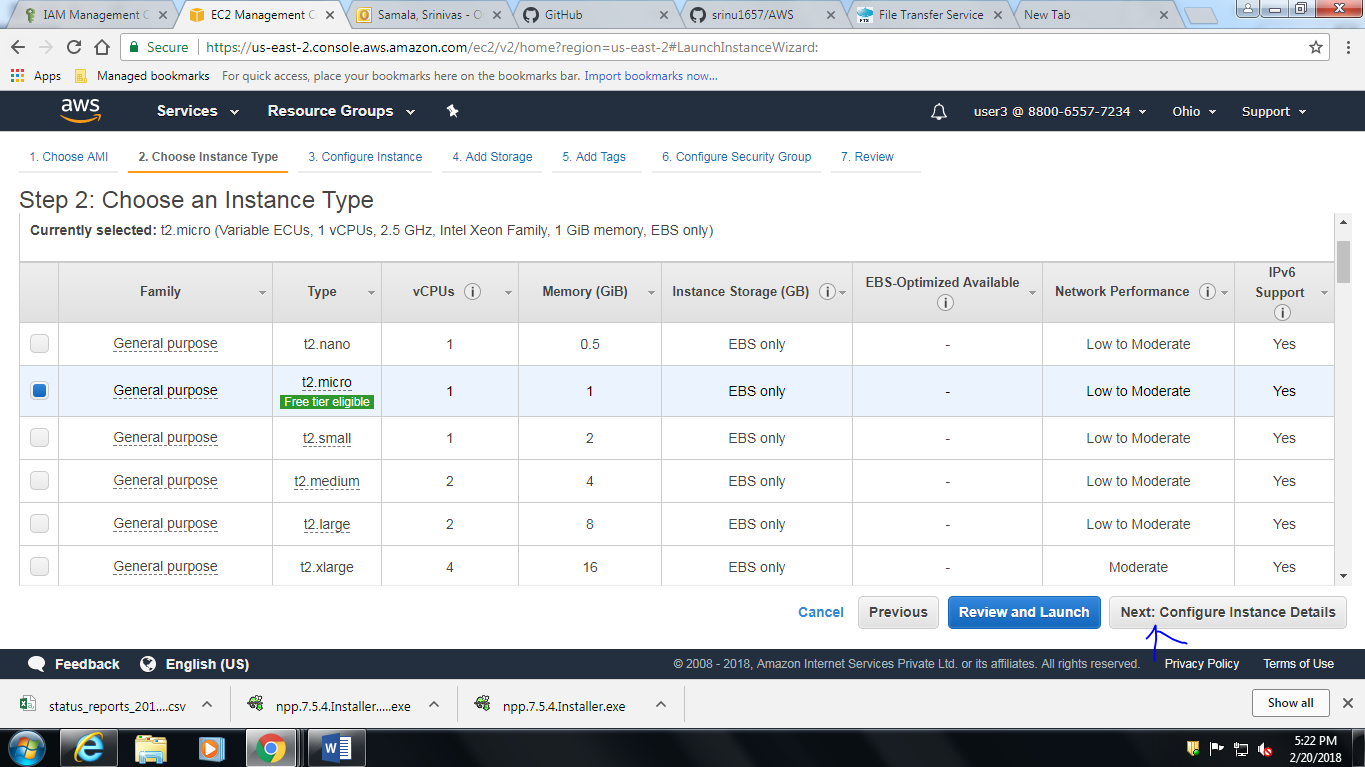 IAM Management C
EC2 Management C
Samala, Srinivas - O
GitHub
srinu1657/AWS
File Transfer Service
New Tab
Secure https://us-east-2.console.aws.amazon.com/ec2/v2/home?region=us-east-2#LaunchInstanceWizard:
Apps Managed bookmarks For quick access, place your bookmarks here on the bookmarks bar. Import bookmarks now...
aws Services Resource Groups user3 @ 8800-6557-7234 Ohio Support
1. Choose AMI 2. Choose Instance Type 3. Configure Instance 4. Add Storage 5. Add Tags 6. Configure Security Group 7. Review
Step 2: Choose an Instance Type
Currently selected: t2.micro (Variable ECUs, 1 vCPUs, 2.5 GHz, Intel Xeon Family, 1 GiB memory, EBS only)
Family Type vCPUs Memory (GiB) Instance Storage (GB) EBS-Optimized Available Network Performance IPv6 Support
General purpose t2.nano 1 0.5 EBS only - Low to Moderate Yes
General purpose t2.micro 1 1 EBS only - Low to Moderate Yes
Free tier eligible
General purpose t2.small 1 2 EBS only - Low to Moderate Yes
General purpose t2.medium 2 4 EBS only - Low to Moderate Yes
General purpose t2.large 2 8 EBS only - Low to Moderate Yes
General purpose t2.xlarge 4 16 EBS only - Moderate Yes
Cancel Previous Review and Launch Next: Configure Instance Details
Feedback English (US) © 2008 - 2018, Amazon Internet Services Private Ltd. or its affiliates. All rights reserved. Privacy Policy Terms of Use
status_reports_201....csv npp.7.5.4.Installer.....exe npp.7.5.4.Installer.exe Show all
5:22 PM
2/20/2018